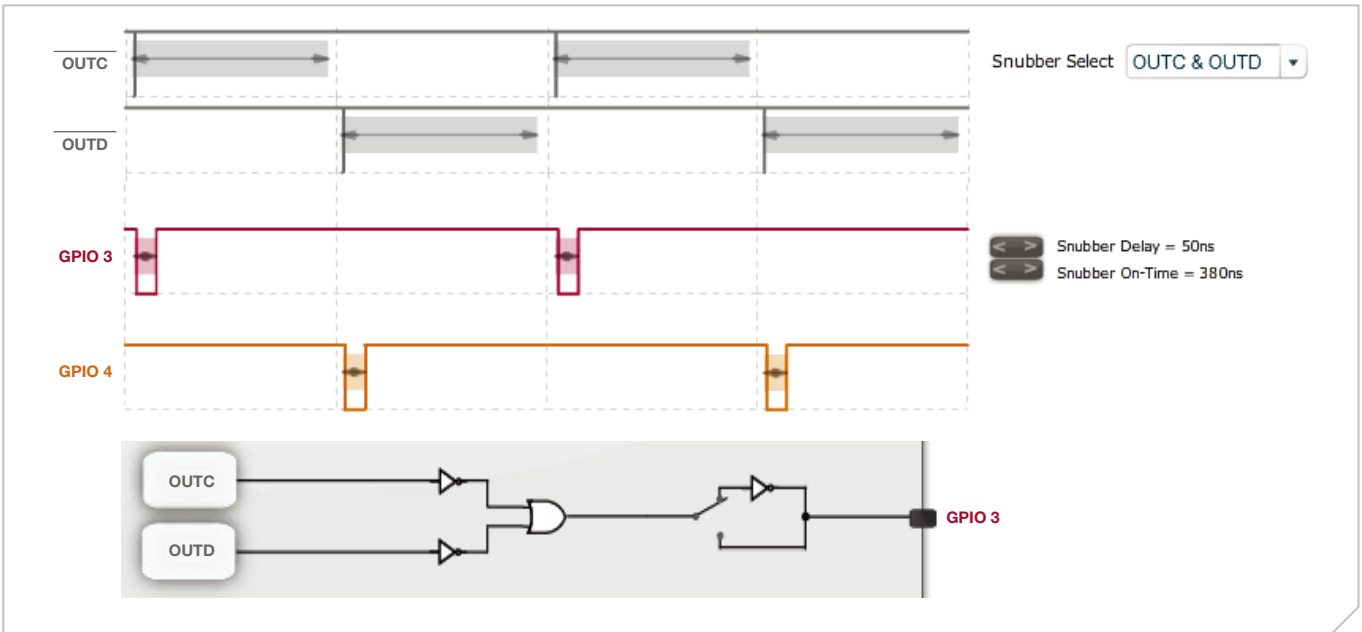 OUTC
Snubber Select OUTC & OUTD
OUTD
GPIO 3
< > Snubber Delay = 50ns
< > Snubber On-Time = 380ns
GPIO 4
OUTC
GPIO 3
OUTD